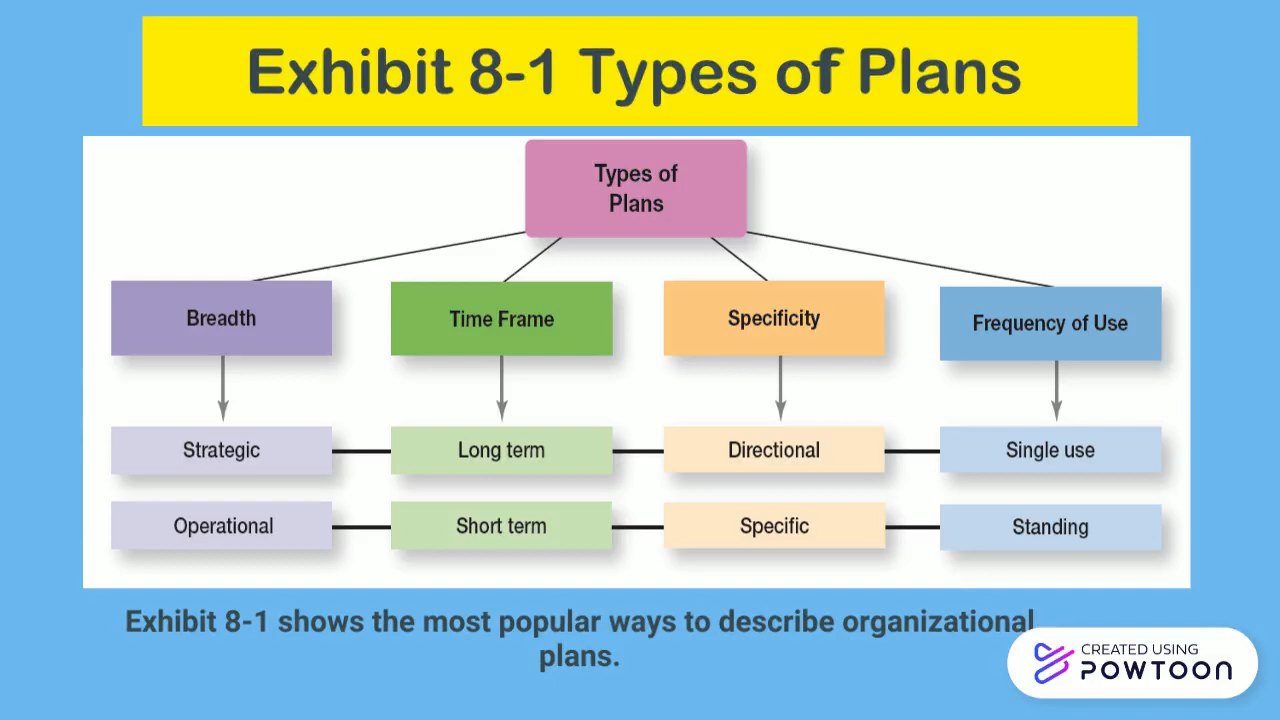 Exhibit 8-1 Types of Plans
Types of
Plans
Breadth
Time Frame
Specificity
Frequency of Use
Strategic
Long term
Directional
Single use
Operational
Short term
Specific
Standing
Exhibit 8-1 shows the most popular ways to describe organizational
plans.
CREATED USING
POWTOON